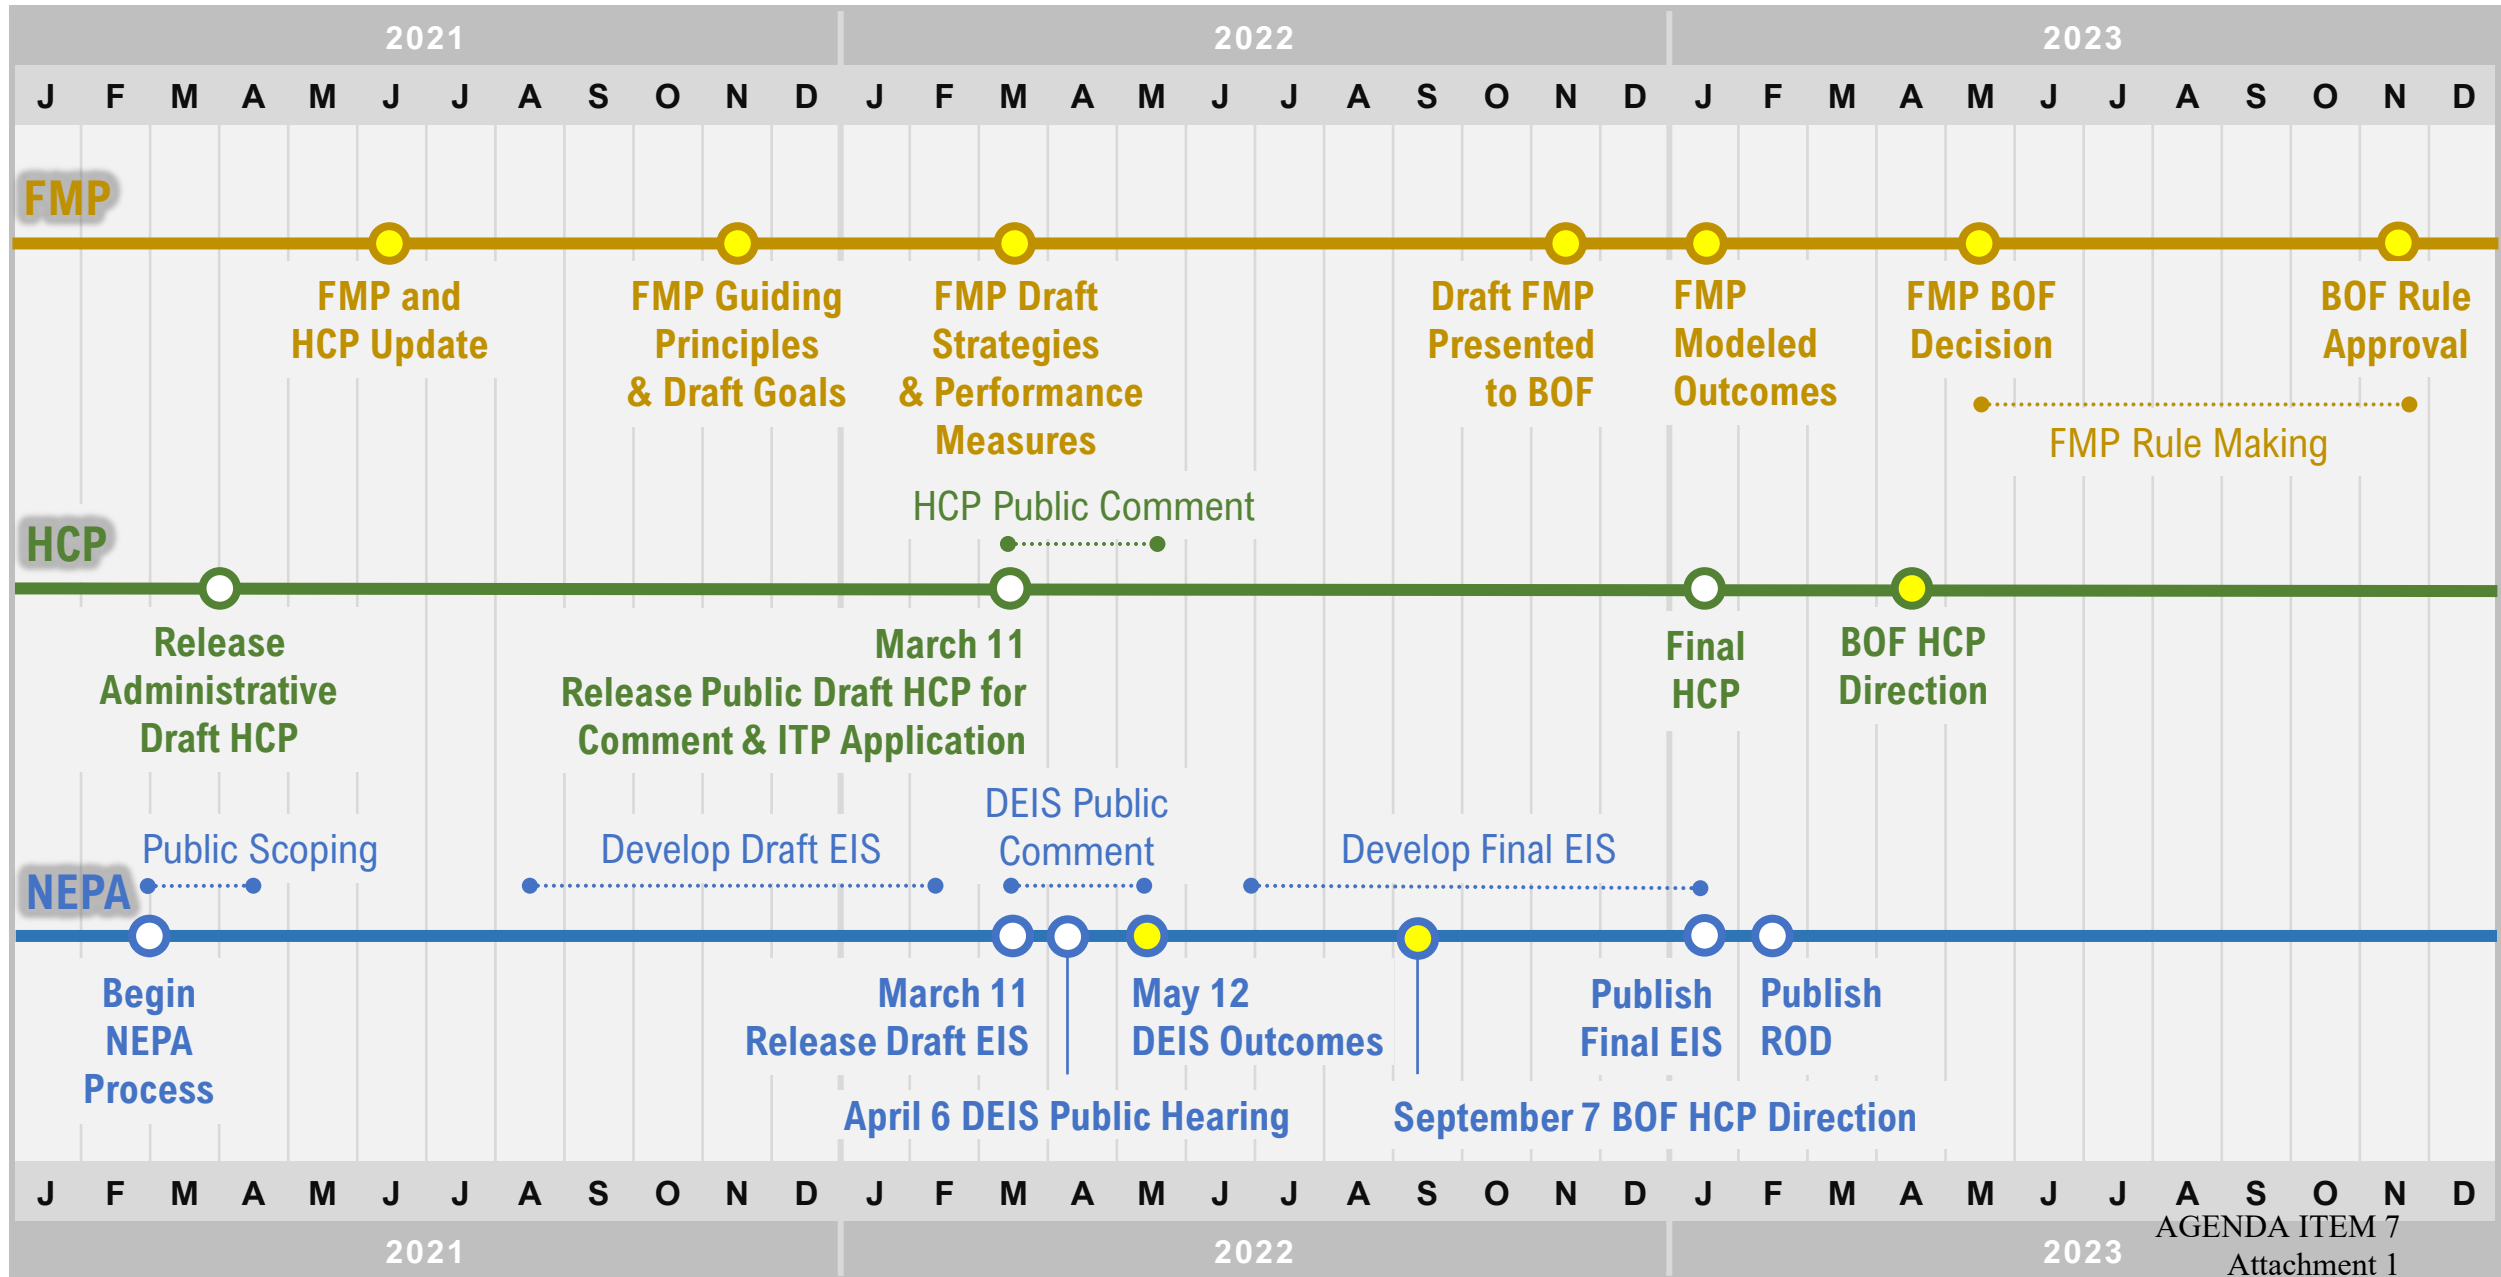 2021 2022 2023
J F M A M J J A S O N D J F M A M J J A S O N D J F M A M J J A S O N D
FMP
FMP and
HCP Update
FMP Guiding
Principles
& Draft Goals
FMP Draft
Strategies
& Performance
Measures
Draft FMP
Presented
to BOF
FMP
Modeled
Outcomes
FMP BOF
Decision
BOF Rule
Approval
FMP Rule Making
HCP Public Comment
HCP
Release
Administrative
Draft HCP
March 11
Release Public Draft HCP for
Comment & ITP Application
Final
HCP
BOF HCP
Direction
Public Scoping
Develop Draft EIS
DEIS Public
Comment
Develop Final EIS
NEPA
Begin
NEPA
Process
March 11
Release Draft EIS
April 6 DEIS Public Hearing
May 12
DEIS Outcomes
September 7 BOF HCP Direction
Publish
Final EIS
Publish
ROD
J F M A M J J A S O N D J F M A M J J A S O N D J F M A M J J A S O N D
2021 2022 2023
AGENDA ITEM 7
Attachment 1